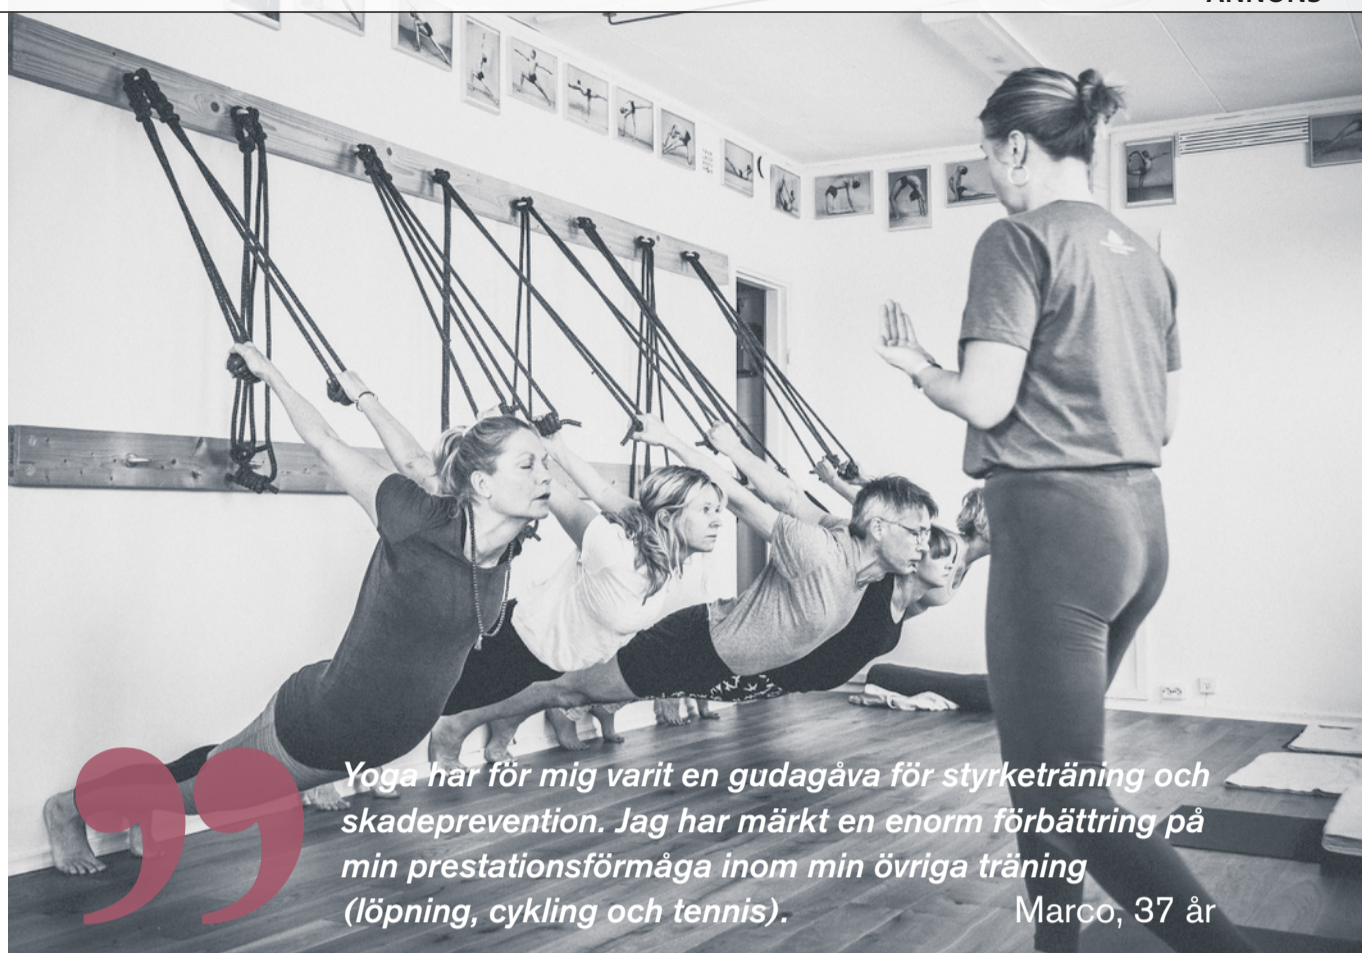 ANNONS
Yoga har för mig varit en gudagåva för styrketräning och
skadeprevention. Jag har märkt en enorm förbättring på
min prestationsförmåga inom min övriga träning
(löpning, cykling och tennis).
Marco, 37 år